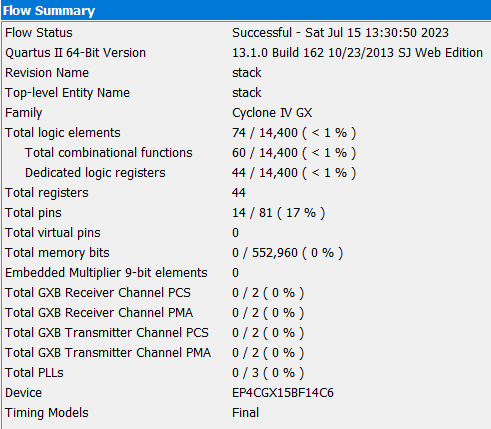 Flow Summary
Flow Status Successful - Sat Jul 15 13:30:50 2023
Quartus II 64-Bit Version 13.1.0 Build 162 10/23/2013 SJ Web Edition
Revision Name stack
Top-level Entity Name stack
Family Cyclone IV GX
Total logic elements 74 / 14,400 ( < 1 % )
Total combinational functions 60 / 14,400 ( < 1 % )
Dedicated logic registers 44 / 14,400 ( < 1 % )
Total registers 44
Total pins 14 / 81 ( 17 % )
Total virtual pins 0
Total memory bits 0 / 552,960 ( 0 % )
Embedded Multiplier 9-bit elements 0
Total GXB Receiver Channel PCS 0 / 2 ( 0 % )
Total GXB Receiver Channel PMA 0 / 2 ( 0 % )
Total GXB Transmitter Channel PCS 0 / 2 ( 0 % )
Total GXB Transmitter Channel PMA 0 / 2 ( 0 % )
Total PLLs 0 / 3 ( 0 % )
Device EP4CGX15BF14C6
Timing Models Final